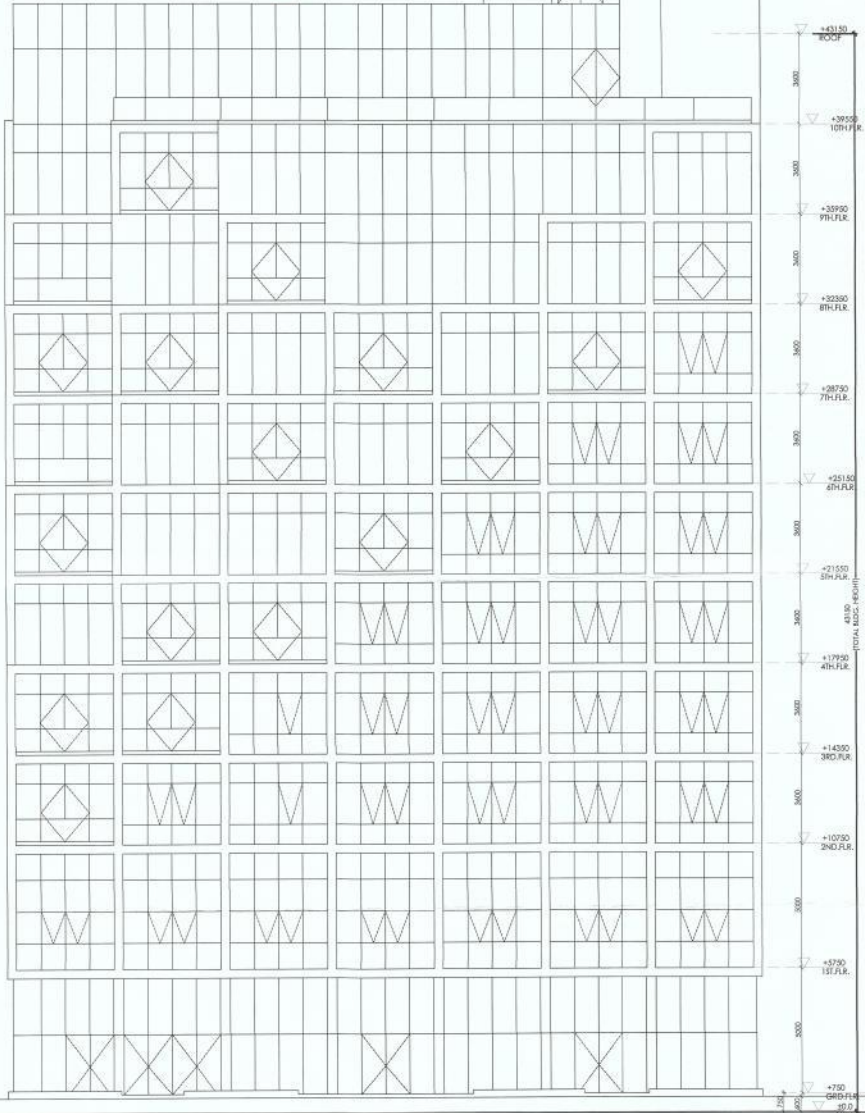 +43150
ROOF
3600
+39550
10TH.FLR.
3600
+35950
9TH.FLR.
3600
+32350
8TH.FLR.
3600
+28750
7TH.FLR.
3600
+25150
6TH.FLR.
3600
+21550
5TH.FLR.
43150
(TOTAL BLDG. HEIGHT)
3600
+17950
4TH.FLR.
3600
+14350
3RD.FLR.
3600
+10750
2ND.FLR.
5000
+5750
1ST.FLR.
5000
+750
GRD.FLR.
750
±0.0